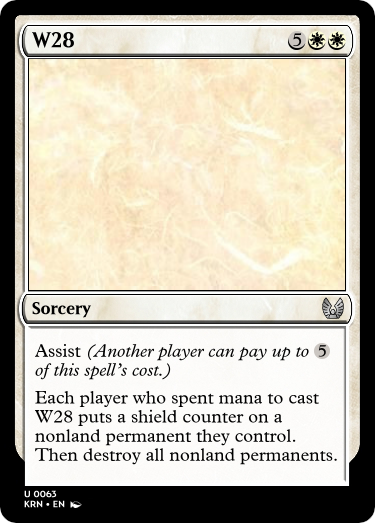 W28 5
Sorcery
Assist (Another player can pay up to 5
of this spell's cost.)
Each player who spent mana to cast
W28 puts a shield counter on a
nonland permanent they control.
Then destroy all nonland permanents.
U 0063
KRN • EN